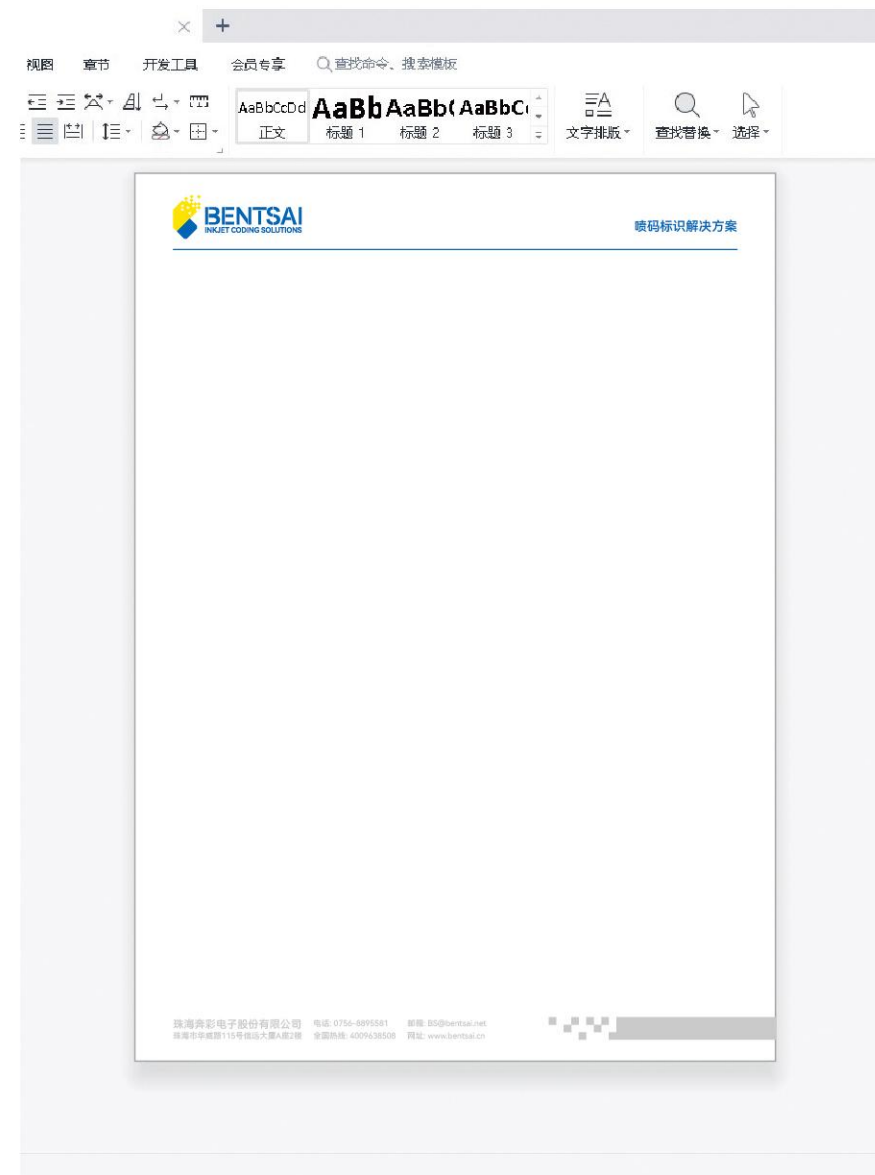 视图 章节 开发工具 会员专享 查找命令、搜索模板
AaBbCcDd AaBb AaBb( AaBbC
正文 标题 1 标题 2 标题 3 文字排版 查找替换 选择
BENTSAI
INKJET CODING SOLUTIONS
喷码标识解决方案
珠海奔彩电子股份有限公司 电话: 0756-8895581 邮箱: BS@bentsai.net
全国热线: 4009638508 网址: www.bentsai.cn